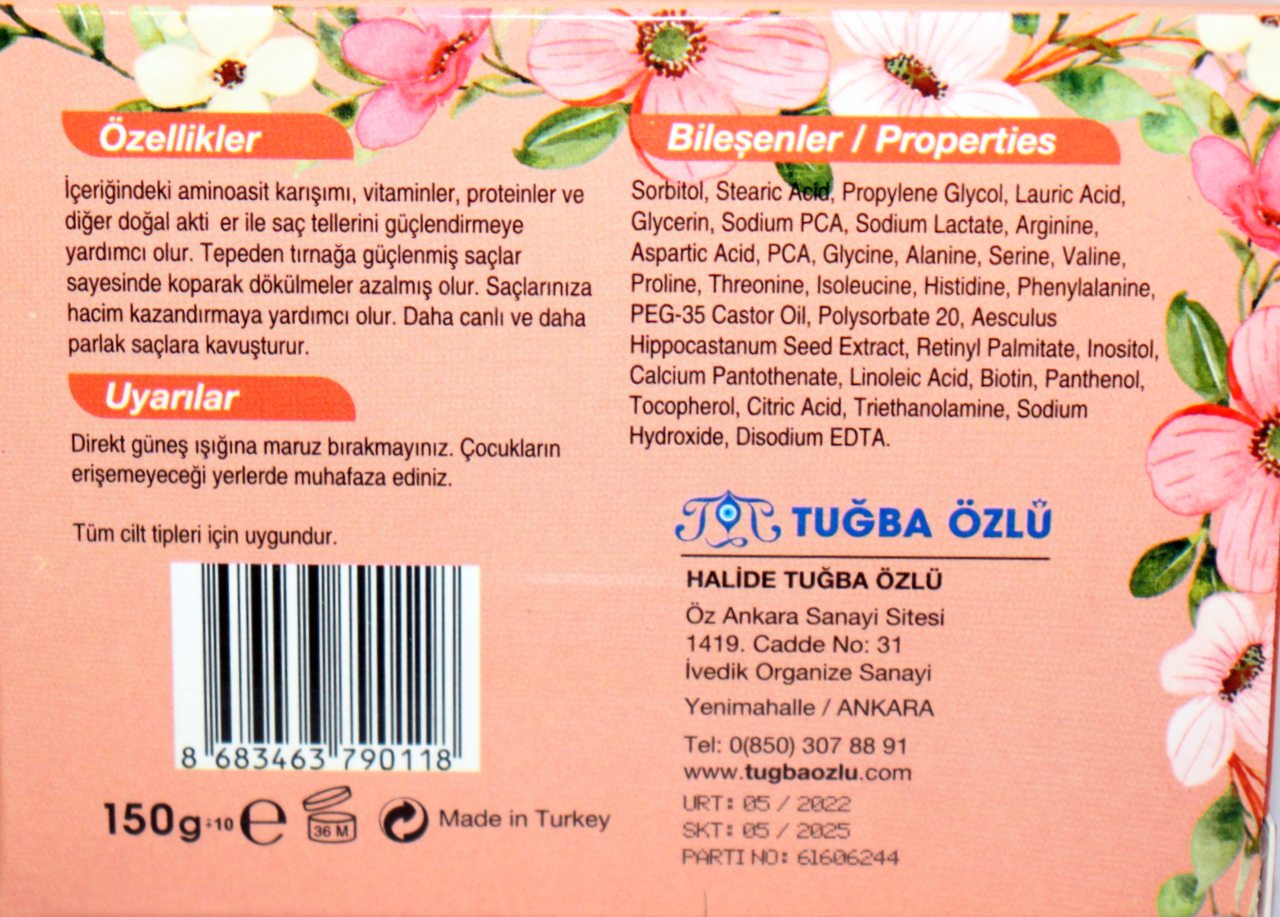 Özellikler
İçeriğindeki aminoasit karışımı, vitaminler, proteinler ve
diğer doğal akti er ile saç tellerini güçlendirmeye
yardımcı olur. Tepeden tırnağa güçlenmiş saçlar
sayesinde koparak dökülmeler azalmış olur. Saçlarınıza
hacim kazandırmaya yardımcı olur. Daha canlı ve daha
parlak saçlara kavuşturur.
Uyarılar
Direkt güneş ışığına maruz bırakmayınız. Çocukların
erişemeyeceği yerlerde muhafaza ediniz.
Tüm cilt tipleri için uygundur.
8 683463 790118
150g±10 e
36 M
Made in Turkey
Bileşenler / Properties
Sorbitol, Stearic Acid, Propylene Glycol, Lauric Acid,
Glycerin, Sodium PCA, Sodium Lactate, Arginine,
Aspartic Acid, PCA, Glycine, Alanine, Serine, Valine,
Proline, Threonine, Isoleucine, Histidine, Phenylalanine,
PEG-35 Castor Oil, Polysorbate 20, Aesculus
Hippocastanum Seed Extract, Retinyl Palmitate, Inositol,
Calcium Pantothenate, Linoleic Acid, Biotin, Panthenol,
Tocopherol, Citric Acid, Triethanolamine, Sodium
Hydroxide, Disodium EDTA.
TUĞBA ÖZLÜ
HALİDE TUĞBA ÖZLÜ
Öz Ankara Sanayi Sitesi
1419. Cadde No: 31
İvedik Organize Sanayi
Yenimahalle / ANKARA
Tel: 0(850) 307 88 91
www.tugbaozlu.com
URT: 05 / 2022
SKT: 05 / 2025
PARTI NO: 61606244